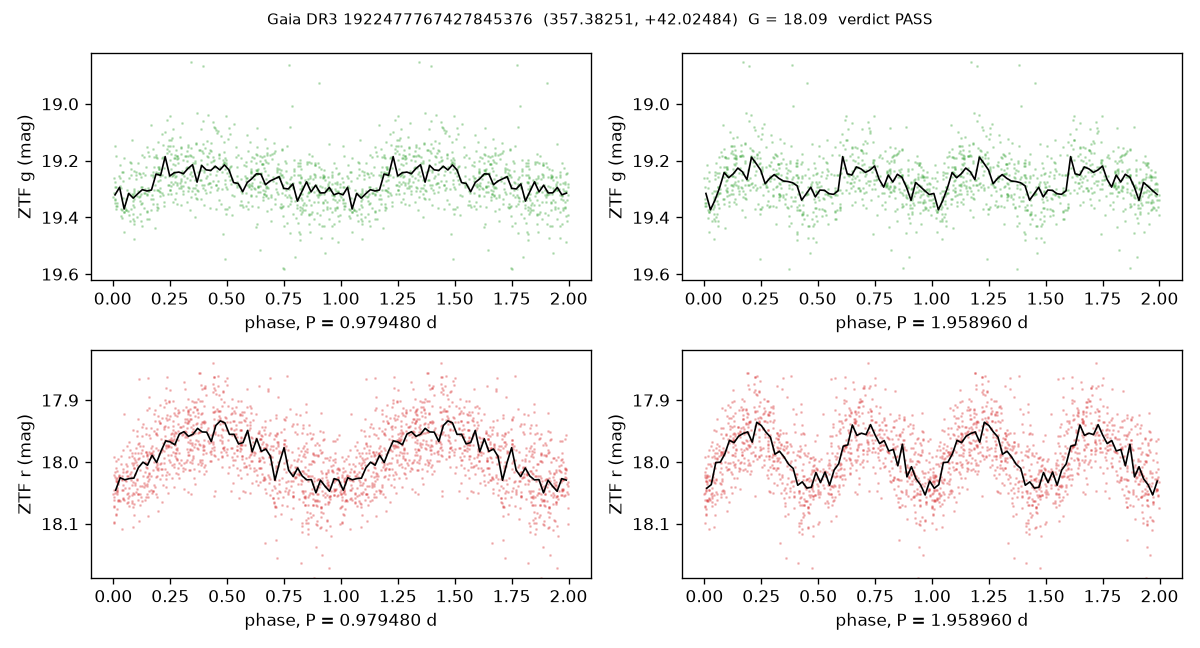 Gaia DR3 1922477767427845376 (357.38251, +42.02484) G = 18.09 verdict PASS
ZTF g (mag)
19.0
19.2
19.4
19.6
0.00 0.25 0.50 0.75 1.00 1.25 1.50 1.75 2.00
phase, P = 0.979480 d
ZTF g (mag)
19.0
19.2
19.4
19.6
0.00 0.25 0.50 0.75 1.00 1.25 1.50 1.75 2.00
phase, P = 1.958960 d
ZTF r (mag)
17.9
18.0
18.1
0.00 0.25 0.50 0.75 1.00 1.25 1.50 1.75 2.00
phase, P = 0.979480 d
ZTF r (mag)
17.9
18.0
18.1
0.00 0.25 0.50 0.75 1.00 1.25 1.50 1.75 2.00
phase, P = 1.958960 d